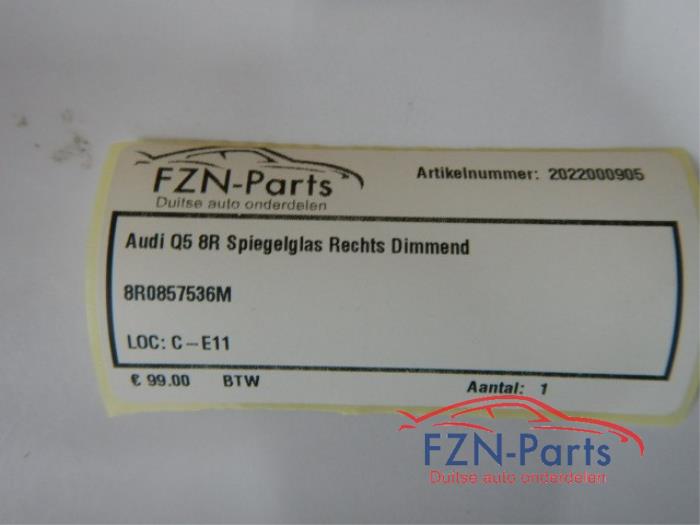 FZN-Parts
Duitse auto onderdelen
Artikelnummer: 2022000905
Audi Q5 8R Spiegelglas Rechts Dimmend
8R0857536M
LOC: C-E11
€ 99.00 BTW
Aantal: 1
FZN-Parts
Duitse auto onderdelen